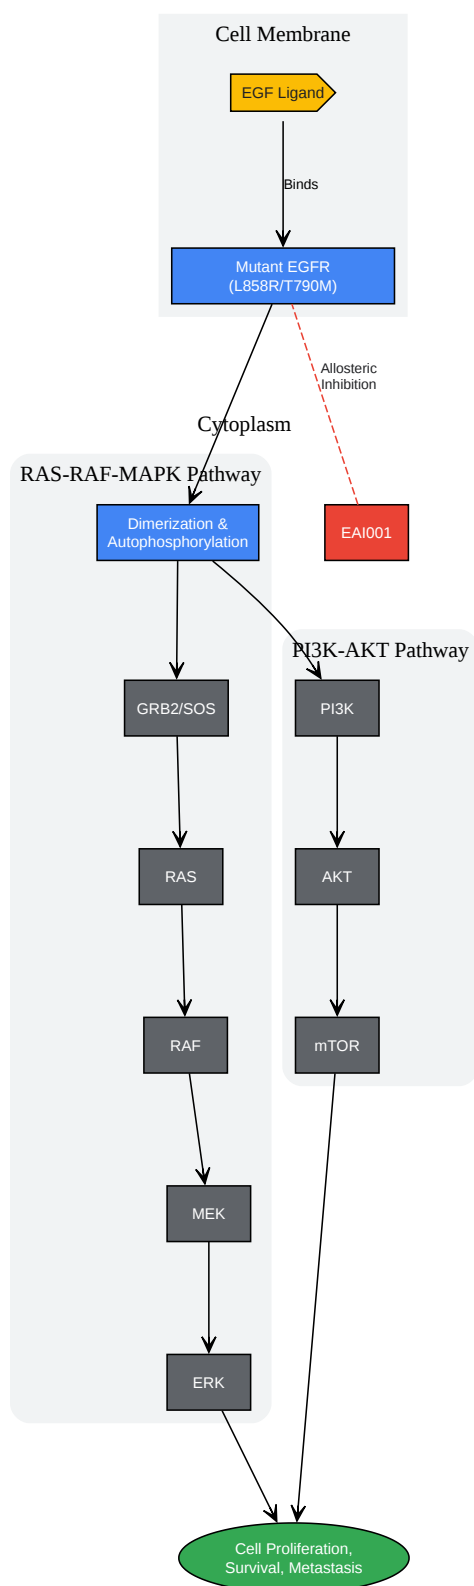 Cell Membrane
EGF Ligand
Binds
Mutant EGFR
(L858R/T790M)
Allosteric
Inhibition
Cytoplasm
RAS-RAF-MAPK Pathway
Dimerization &
Autophosphorylation
EAI001
PI3K-AKT Pathway
GRB2/SOS
PI3K
RAS
AKT
RAF
mTOR
MEK
ERK
Cell Proliferation,
Survival, Metastasis